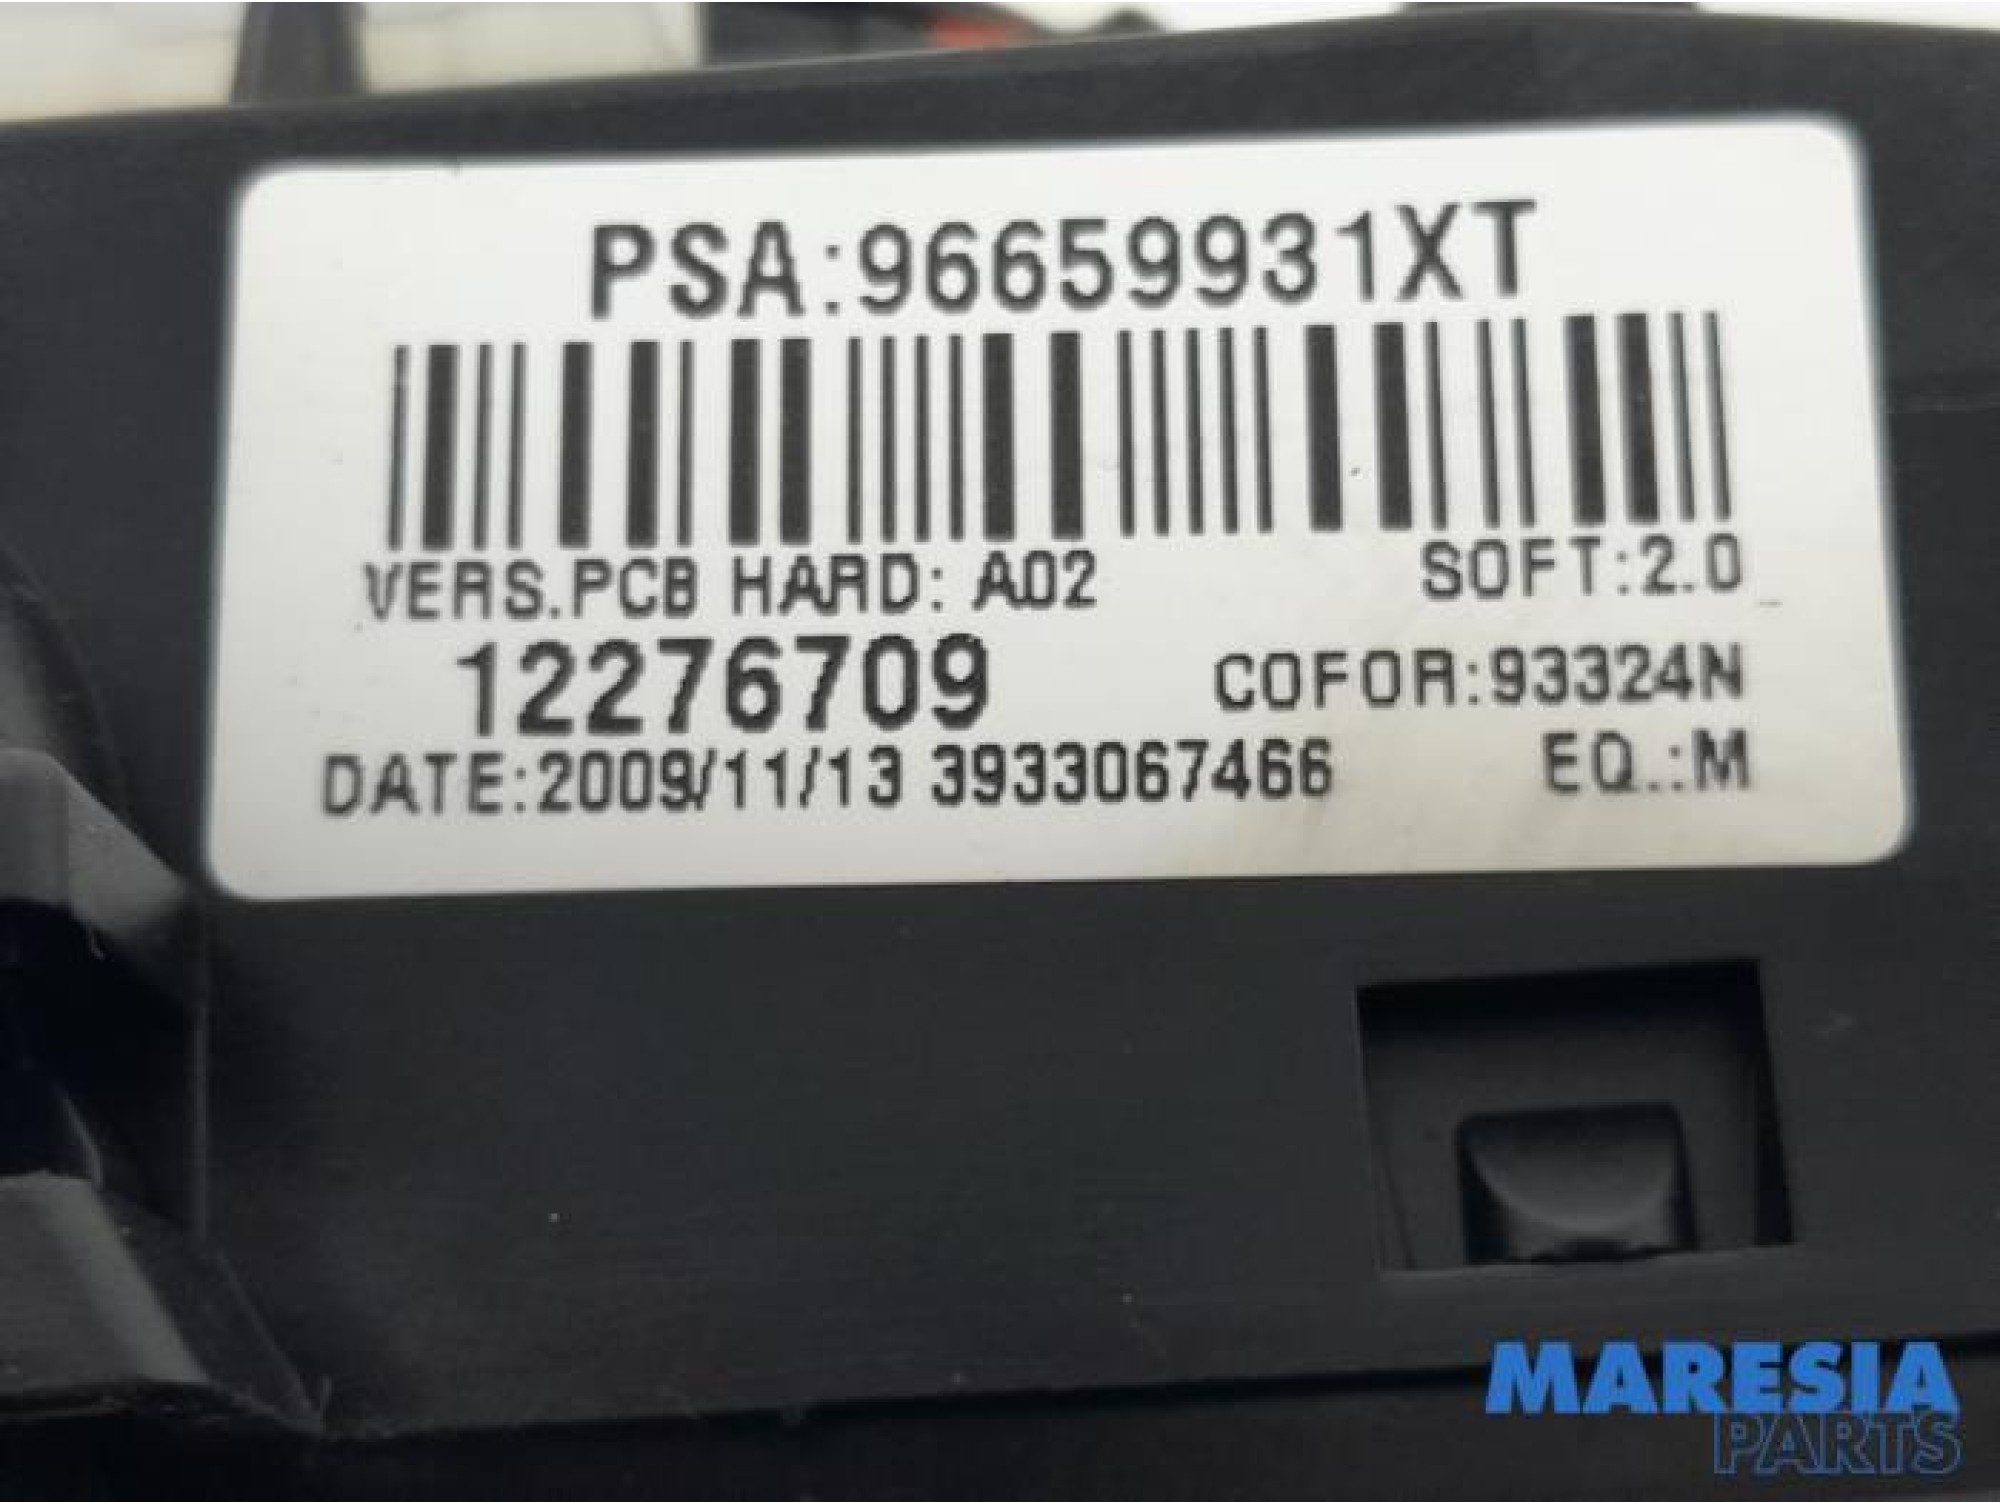 PSA:96659931XT
VERS.PCB HARD: A02 SOFT:2.0
12276709 COFOR:93324N
DATE:2009/11/13 3933067466 EQ.:M
MARESIA
PARTS